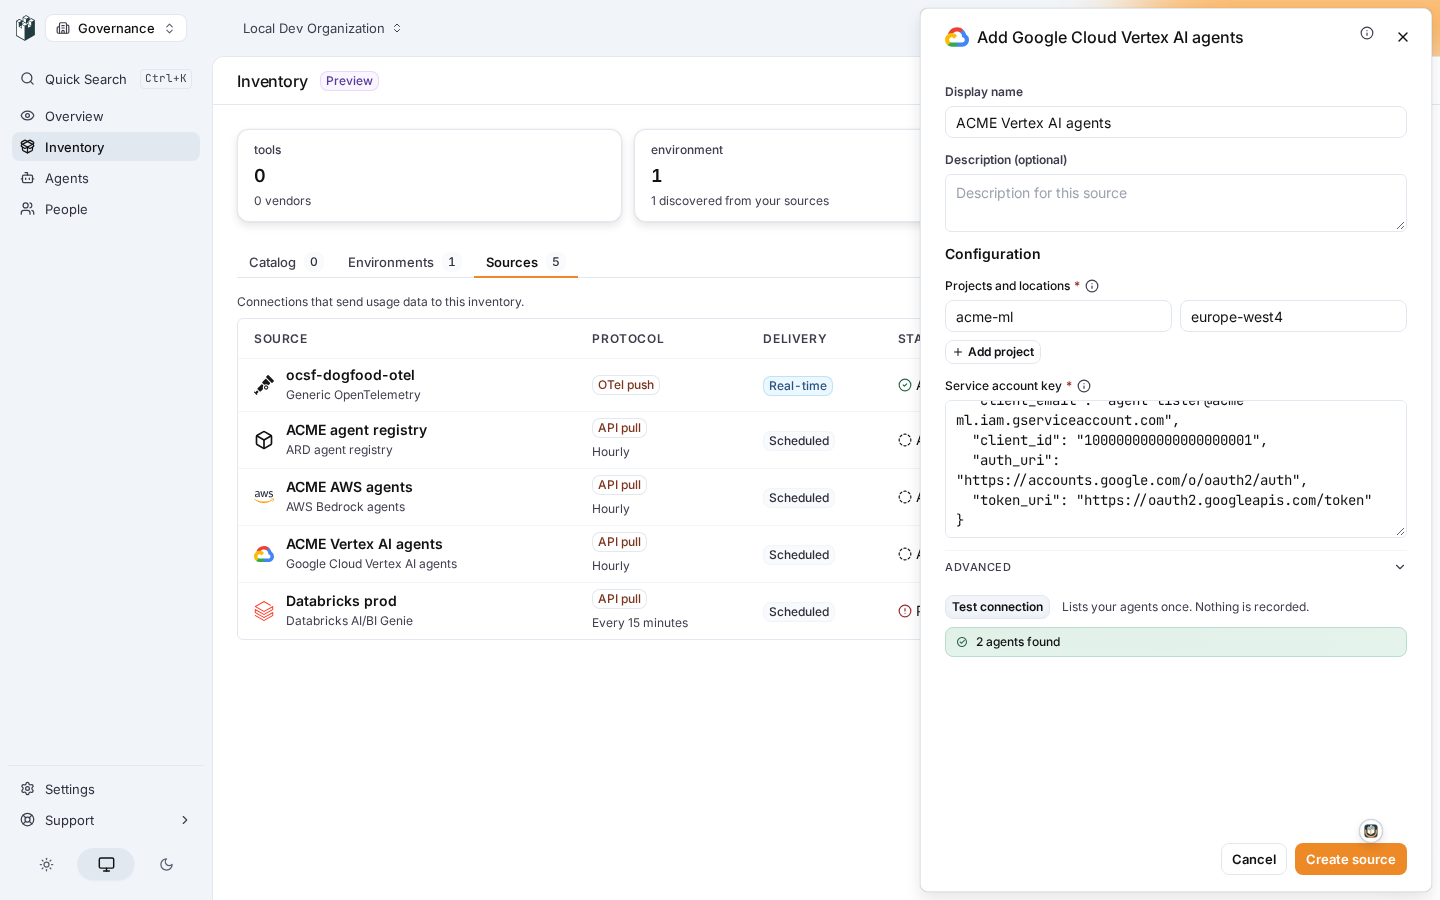 Governance
Local Dev Organization
Quick Search
Ctrl+K
Overview
Inventory
Agents
People
Settings
Support
Inventory
Preview
tools
0
0 vendors
environment
1
1 discovered from your sources
Catalog 0
Environments 1
Sources 5
Connections that send usage data to this inventory.
SOURCE PROTOCOL DELIVERY
ocsf-dogfood-otel
Generic OpenTelemetry
OTel push
Real-time
ACME agent registry
ARD agent registry
API pull
Hourly
Scheduled
aws
ACME AWS agents
AWS Bedrock agents
API pull
Hourly
Scheduled
ACME Vertex AI agents
Google Cloud Vertex AI agents
API pull
Hourly
Scheduled
Databricks prod
Databricks AI/BI Genie
API pull
Every 15 minutes
Scheduled
Add Google Cloud Vertex AI agents
Display name
ACME Vertex AI agents
Description (optional)
Description for this source
Configuration
Projects and locations *
acme-ml
europe-west4
+ Add project
Service account key *
"client_email": "agent-lister@acme-
ml.iam.gserviceaccount.com",
"client_id": "100000000000000000001",
"auth_uri":
"https://accounts.google.com/o/oauth2/auth",
"token_uri": "https://oauth2.googleapis.com/token"
}
ADVANCED
Test connection
Lists your agents once. Nothing is recorded.
2 agents found
Cancel
Create source